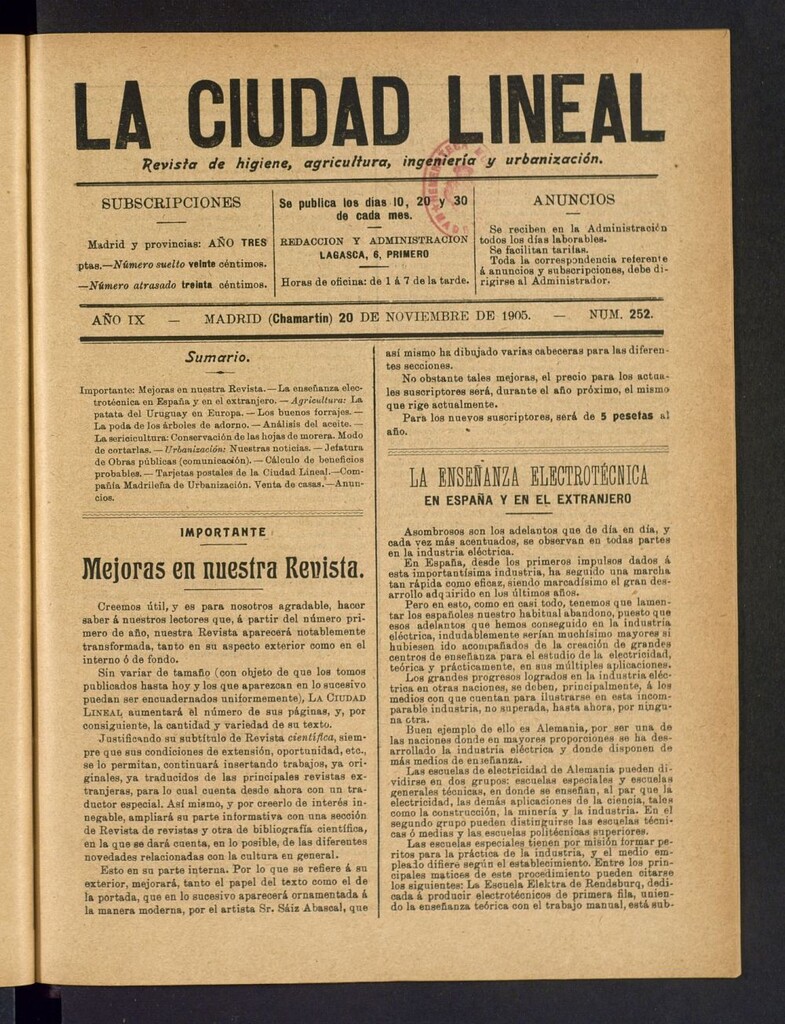 LA CIUDAD LINEAL
Revista de higiene, agricultura, ingeniería y urbanización.
SUBSCRIPCIONES
Madrid y provincias: AÑO TRES
ptas.—Número suelto veinte céntimos.
—Número atrasado treinta céntimos.
Se publica los días 10, 20 y 30
de cada mes.
REDACCION Y ADMINISTRACION
LAGASCA, 6, PRIMERO
Horas de oficina: de 1 á 7 de la tarde.
ANUNCIOS
Se reciben en la Administración
todos los días laborables.
Se facilitan tarifas.
Toda la correspondencia referente
á anuncios y subscripciones, debe di-
rigirse al Administrador.
AÑO IX — MADRID (Chamartín) 20 DE NOVIEMBRE DE 1905. — NUM. 252.
Sumario.
Importante: Mejoras en nuestra Revista.—La enseñanza elec-
trotécnica en España y en el extranjero.—Agricultura: La
patata del Uruguay en Europa.—Los buenos forrajes.—
La poda de los árboles de adorno.—Análisis del aceite.—
La sericicultura: Conservación de las hojas de morera. Modo
de cortarlas.—Urbanización: Nuestras noticias.—Jefatura
de Obras públicas (comunicación).—Cálculo de beneficios
probables.—Tarjetas postales de la Ciudad Lineal.—Com-
pañía Madrileña de Urbanización. Venta de casas.—Anun-
cios.
IMPORTANTE
Mejoras en nuestra Revista.
Creemos útil, y es para nosotros agradable, hacer
saber á nuestros lectores que, á partir del número pri-
mero de año, nuestra Revista aparecerá notablemente
transformada, tanto en su aspecto exterior como en el
interno ó de fondo.
Sin variar de tamaño (con objeto de que los tomos
publicados hasta hoy y los que aparezcan en lo sucesivo
puedan ser encuadernados uniformemente), LA CIUDAD
LINEAL aumentará el número de sus páginas, y, por
consiguiente, la cantidad y variedad de su texto.
Justificando su subtítulo de Revista científica, siem-
pre que sus condiciones de extensión, oportunidad, etc.,
se lo permitan, continuará insertando trabajos, ya ori-
ginales, ya traducidos de las principales revistas ex-
tranjeras, para lo cual cuenta desde ahora con un tra-
ductor especial. Así mismo, y por creerlo de interés in-
negable, ampliará su parte informativa con una sección
de Revista de revistas y otra de bibliografía científica,
en la que se dará cuenta, en lo posible, de las diferentes
novedades relacionadas con la cultura en general.
Esto en su parte interna. Por lo que se refiere á su
exterior, mejorará, tanto el papel del texto como el de
la portada, que en lo sucesivo aparecerá ornamentada á
la manera moderna, por el artista Sr. Sáiz Abascal, que
así mismo ha dibujado varias cabeceras para las diferen-
tes secciones.
No obstante tales mejoras, el precio para los actua-
les suscriptores será, durante el año próximo, el mismo
que rige actualmente.
Para los nuevos suscriptores, será de 5 pesetas al
año.
LA ENSEÑANZA ELECTROTÉCNICA
EN ESPAÑA Y EN EL EXTRANJERO
Asombrosos son los adelantos que de día en día, y
cada vez más acentuados, se observan en todas partes
en la industria eléctrica.
En España, desde los primeros impulsos dados á
esta importantísima industria, ha seguido una marcha
tan rápida como eficaz, siendo marcadísimo el gran des-
arrollo adquirido en los últimos años.
Pero en esto, como en casi todo, tenemos que lamen-
tar los españoles nuestro habitual abandono, puesto que
esos adelantos que hemos conseguido en la industria
eléctrica, indudablemente serían muchísimo mayores si
hubiesen ido acompañados de la creación de grandes
centros de enseñanza para el estudio de la electricidad,
teórica y prácticamente, en sus múltiples aplicaciones.
Los grandes progresos logrados en la industria eléc-
trica en otras naciones, se deben, principalmente, á los
medios con que cuentan para ilustrarse en esta incom-
parable industria, no superada, hasta ahora, por ningu-
na otra.
Buen ejemplo de ello es Alemania, por ser una de
las naciones donde en mayores proporciones se ha des-
arrollado la industria eléctrica y donde disponen de
más medios de enseñanza.
Las escuelas de electricidad de Alemania pueden di-
vidirse en dos grupos: escuelas especiales y escuelas
generales técnicas, en donde se enseñan, al par que la
electricidad, las demás aplicaciones de la ciencia, tales
como la construcción, la minería y la industria. En el
segundo grupo pueden distinguirse las escuelas técni-
cas ó medias y las escuelas politécnicas superiores.
Las escuelas especiales tienen por misión formar pe-
ritos para la práctica de la industria, y el medio em-
pleado difiere según el establecimiento. Entre los prin-
cipales matices de este procedimiento pueden citarse
los siguientes: La Escuela Elektra de Rendsburg, dedi-
cada á producir electrotécnicos de primera fila, unien-
do la enseñanza teórica con el trabajo manual, está sub-